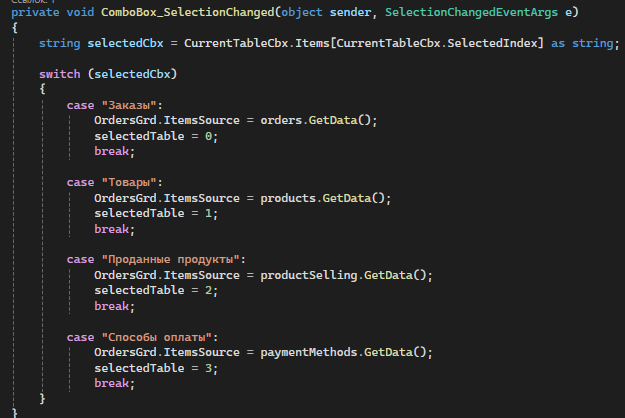 private void ComboBox_SelectionChanged(object sender, SelectionChangedEventArgs e)
{
    string selectedCbx = CurrentTableCbx.Items[CurrentTableCbx.SelectedIndex] as string;

    switch (selectedCbx)
    {
        case "Заказы":
            OrdersGrd.ItemsSource = orders.GetData();
            selectedTable = 0;
            break;

        case "Товары":
            OrdersGrd.ItemsSource = products.GetData();
            selectedTable = 1;
            break;

        case "Проданные продукты":
            OrdersGrd.ItemsSource = productSelling.GetData();
            selectedTable = 2;
            break;

        case "Способы оплаты":
            OrdersGrd.ItemsSource = paymentMethods.GetData();
            selectedTable = 3;
            break;
    }
}